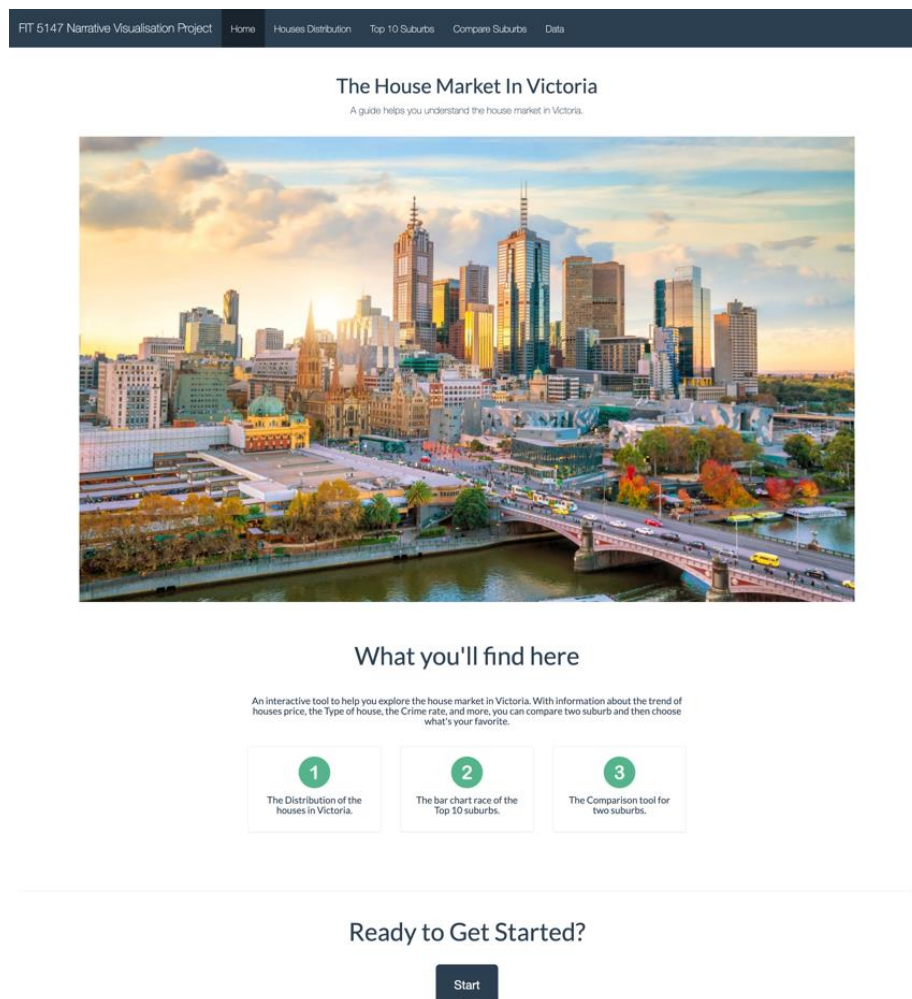 FIT 5147 Narrative Visualisation Project Home Houses Distribution Top 10 Suburbs Compare Suburbs Data
The House Market In Victoria
A guide helps you understand the house market in Victoria.
What you'll find here
An interactive tool to help you explore the house market in Victoria. With information about the trend of
houses price, the Type of house, the Crime rate, and more, you can compare two suburb and then choose
what's your favorite.
1
The Distribution of the
houses in Victoria.
2
The bar chart race of the
Top 10 suburbs.
3
The Comparison tool for
two suburbs.
Ready to Get Started?
Start